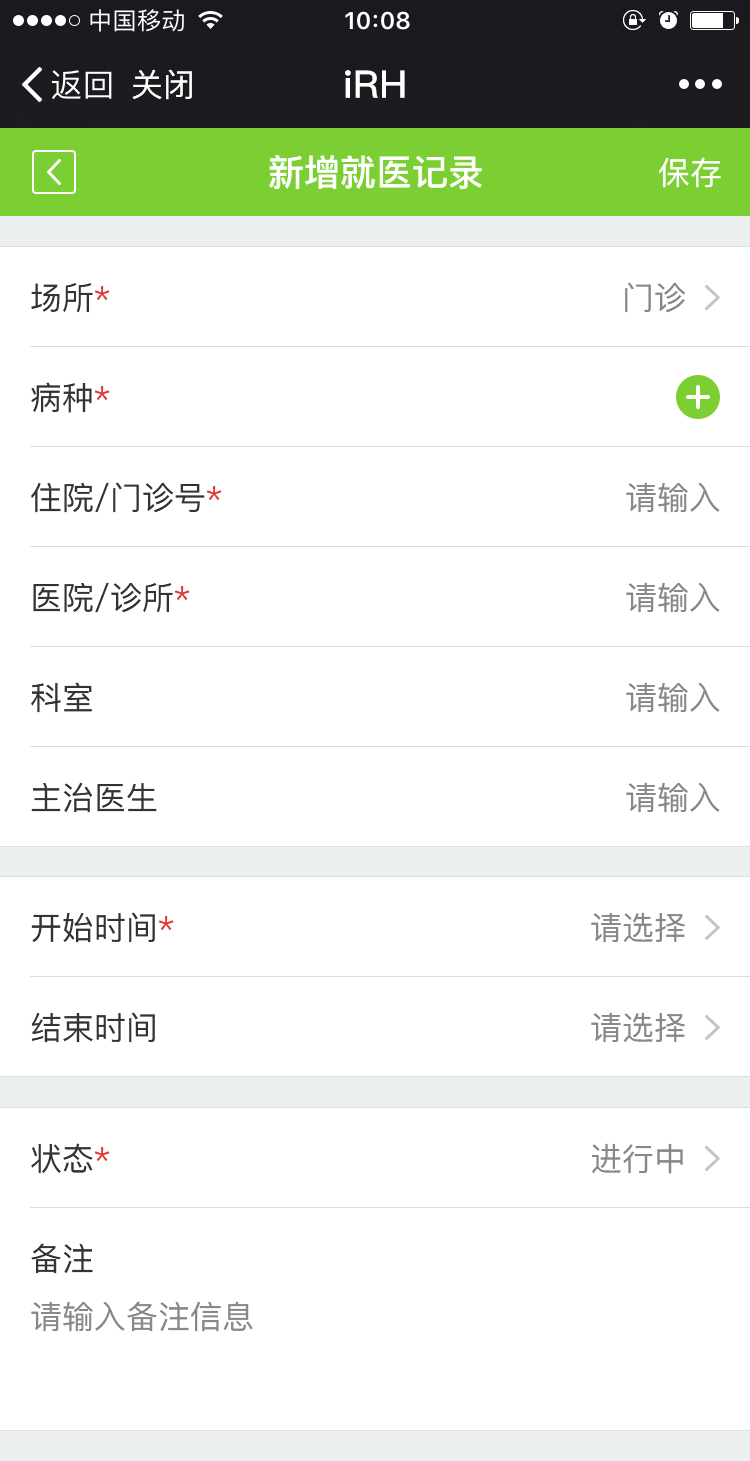 中国移动 10:08
返回 关闭 iRH
新增就医记录 保存
场所* 门诊
病种*
住院/门诊号* 请输入
医院/诊所* 请输入
科室 请输入
主治医生 请输入
开始时间* 请选择
结束时间 请选择
状态* 进行中
备注
请输入备注信息